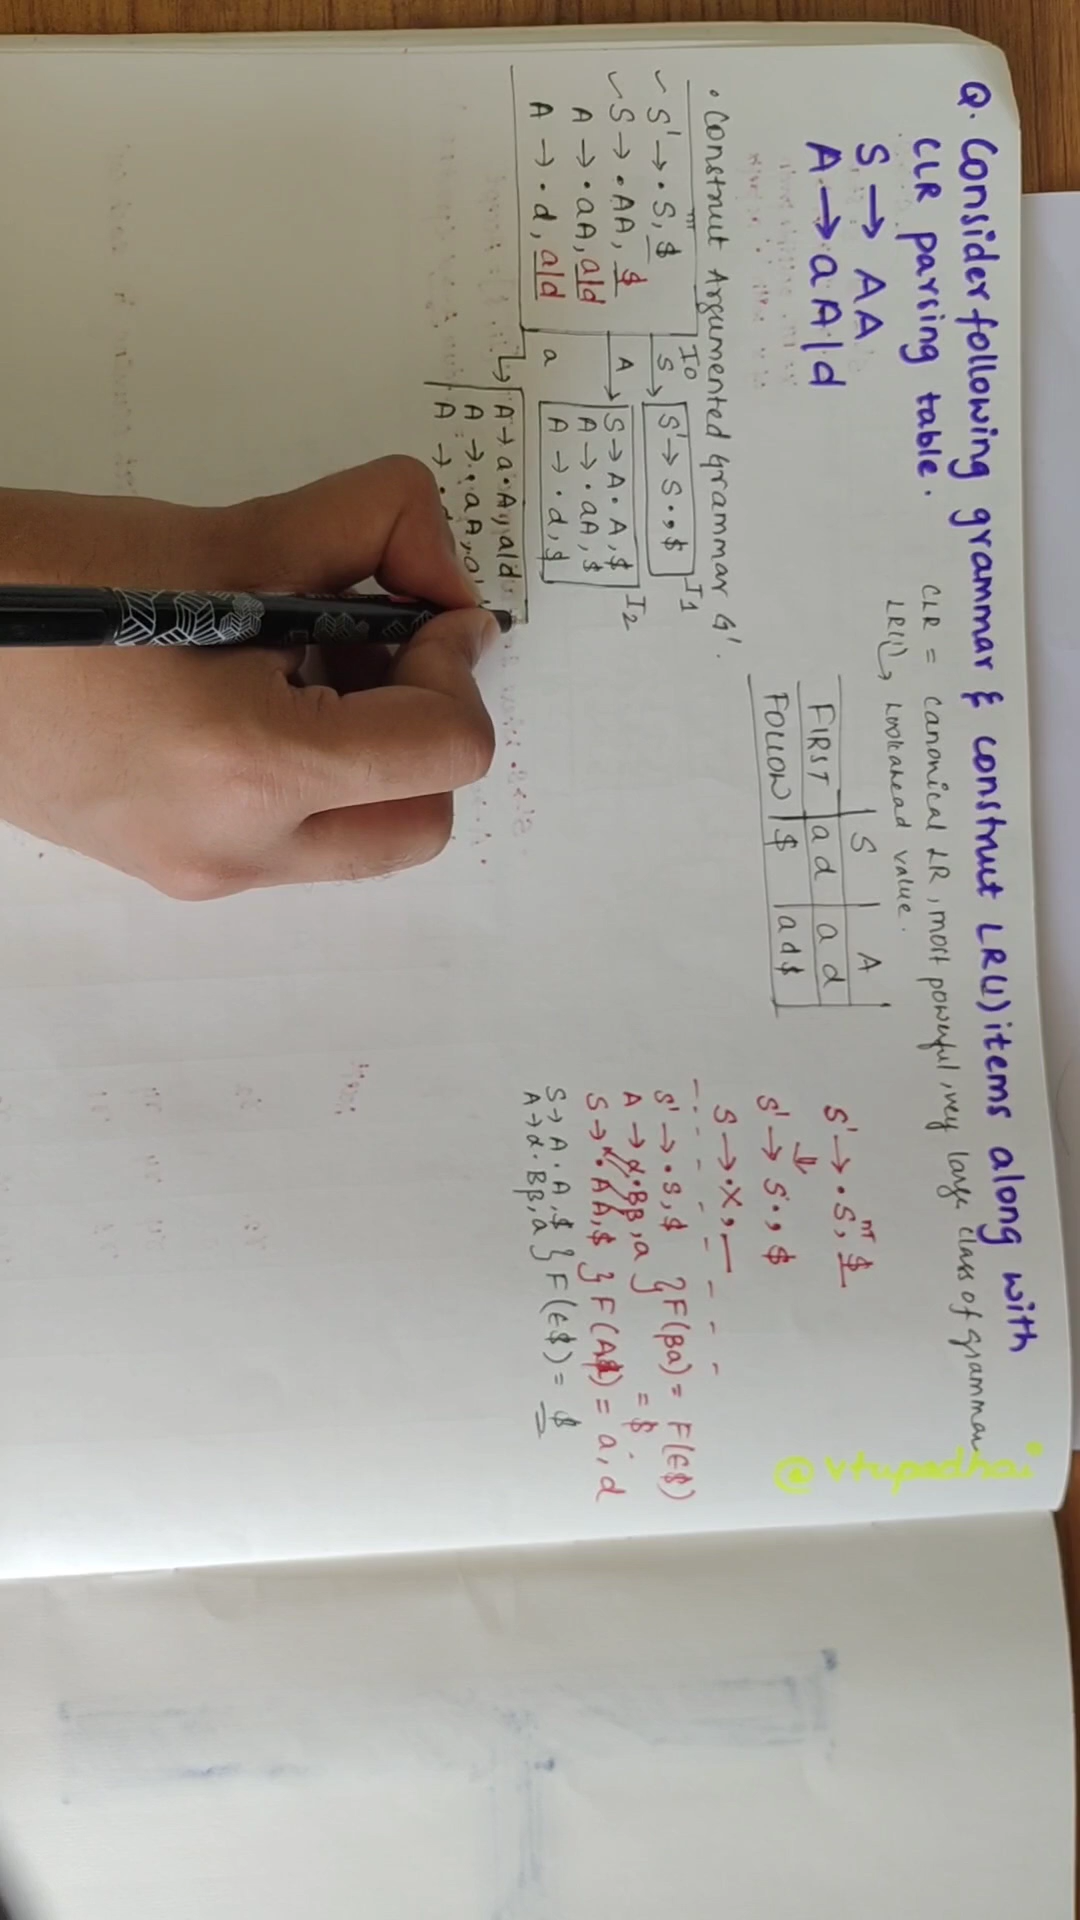 Q. Consider following grammar & construct LR(1) items along with
CLR parsing table.
S → AA
A → aA | d
CLR = canonical LR, most powerful, very large class of grammar
LR(1) → Lookahead value.
S A
FIRST a d a d
FOLLOW $ a d $
S' → .S, $
⇓
S' → S., $
S → .X, _
S' → .S, $ } F(βa) = F(ε$)
A → α.Bβ, a = $
S → .AA, $ } F(A$) = a, d
S → A.A, $ } F(ε$) = $
A → α.Bβ, a
• Construct Argumented Grammar G'.
I0
✓ S' → .S, $
✓ S → .AA, $
A → .aA, a|d
A → .d, a|d
S → S' → S., $ I1
A → S → A.A, $ I2
A → .aA, $
A → .d, $
a
A → a.A, a|d
A → .aA, a
A → .
@vtupadhai